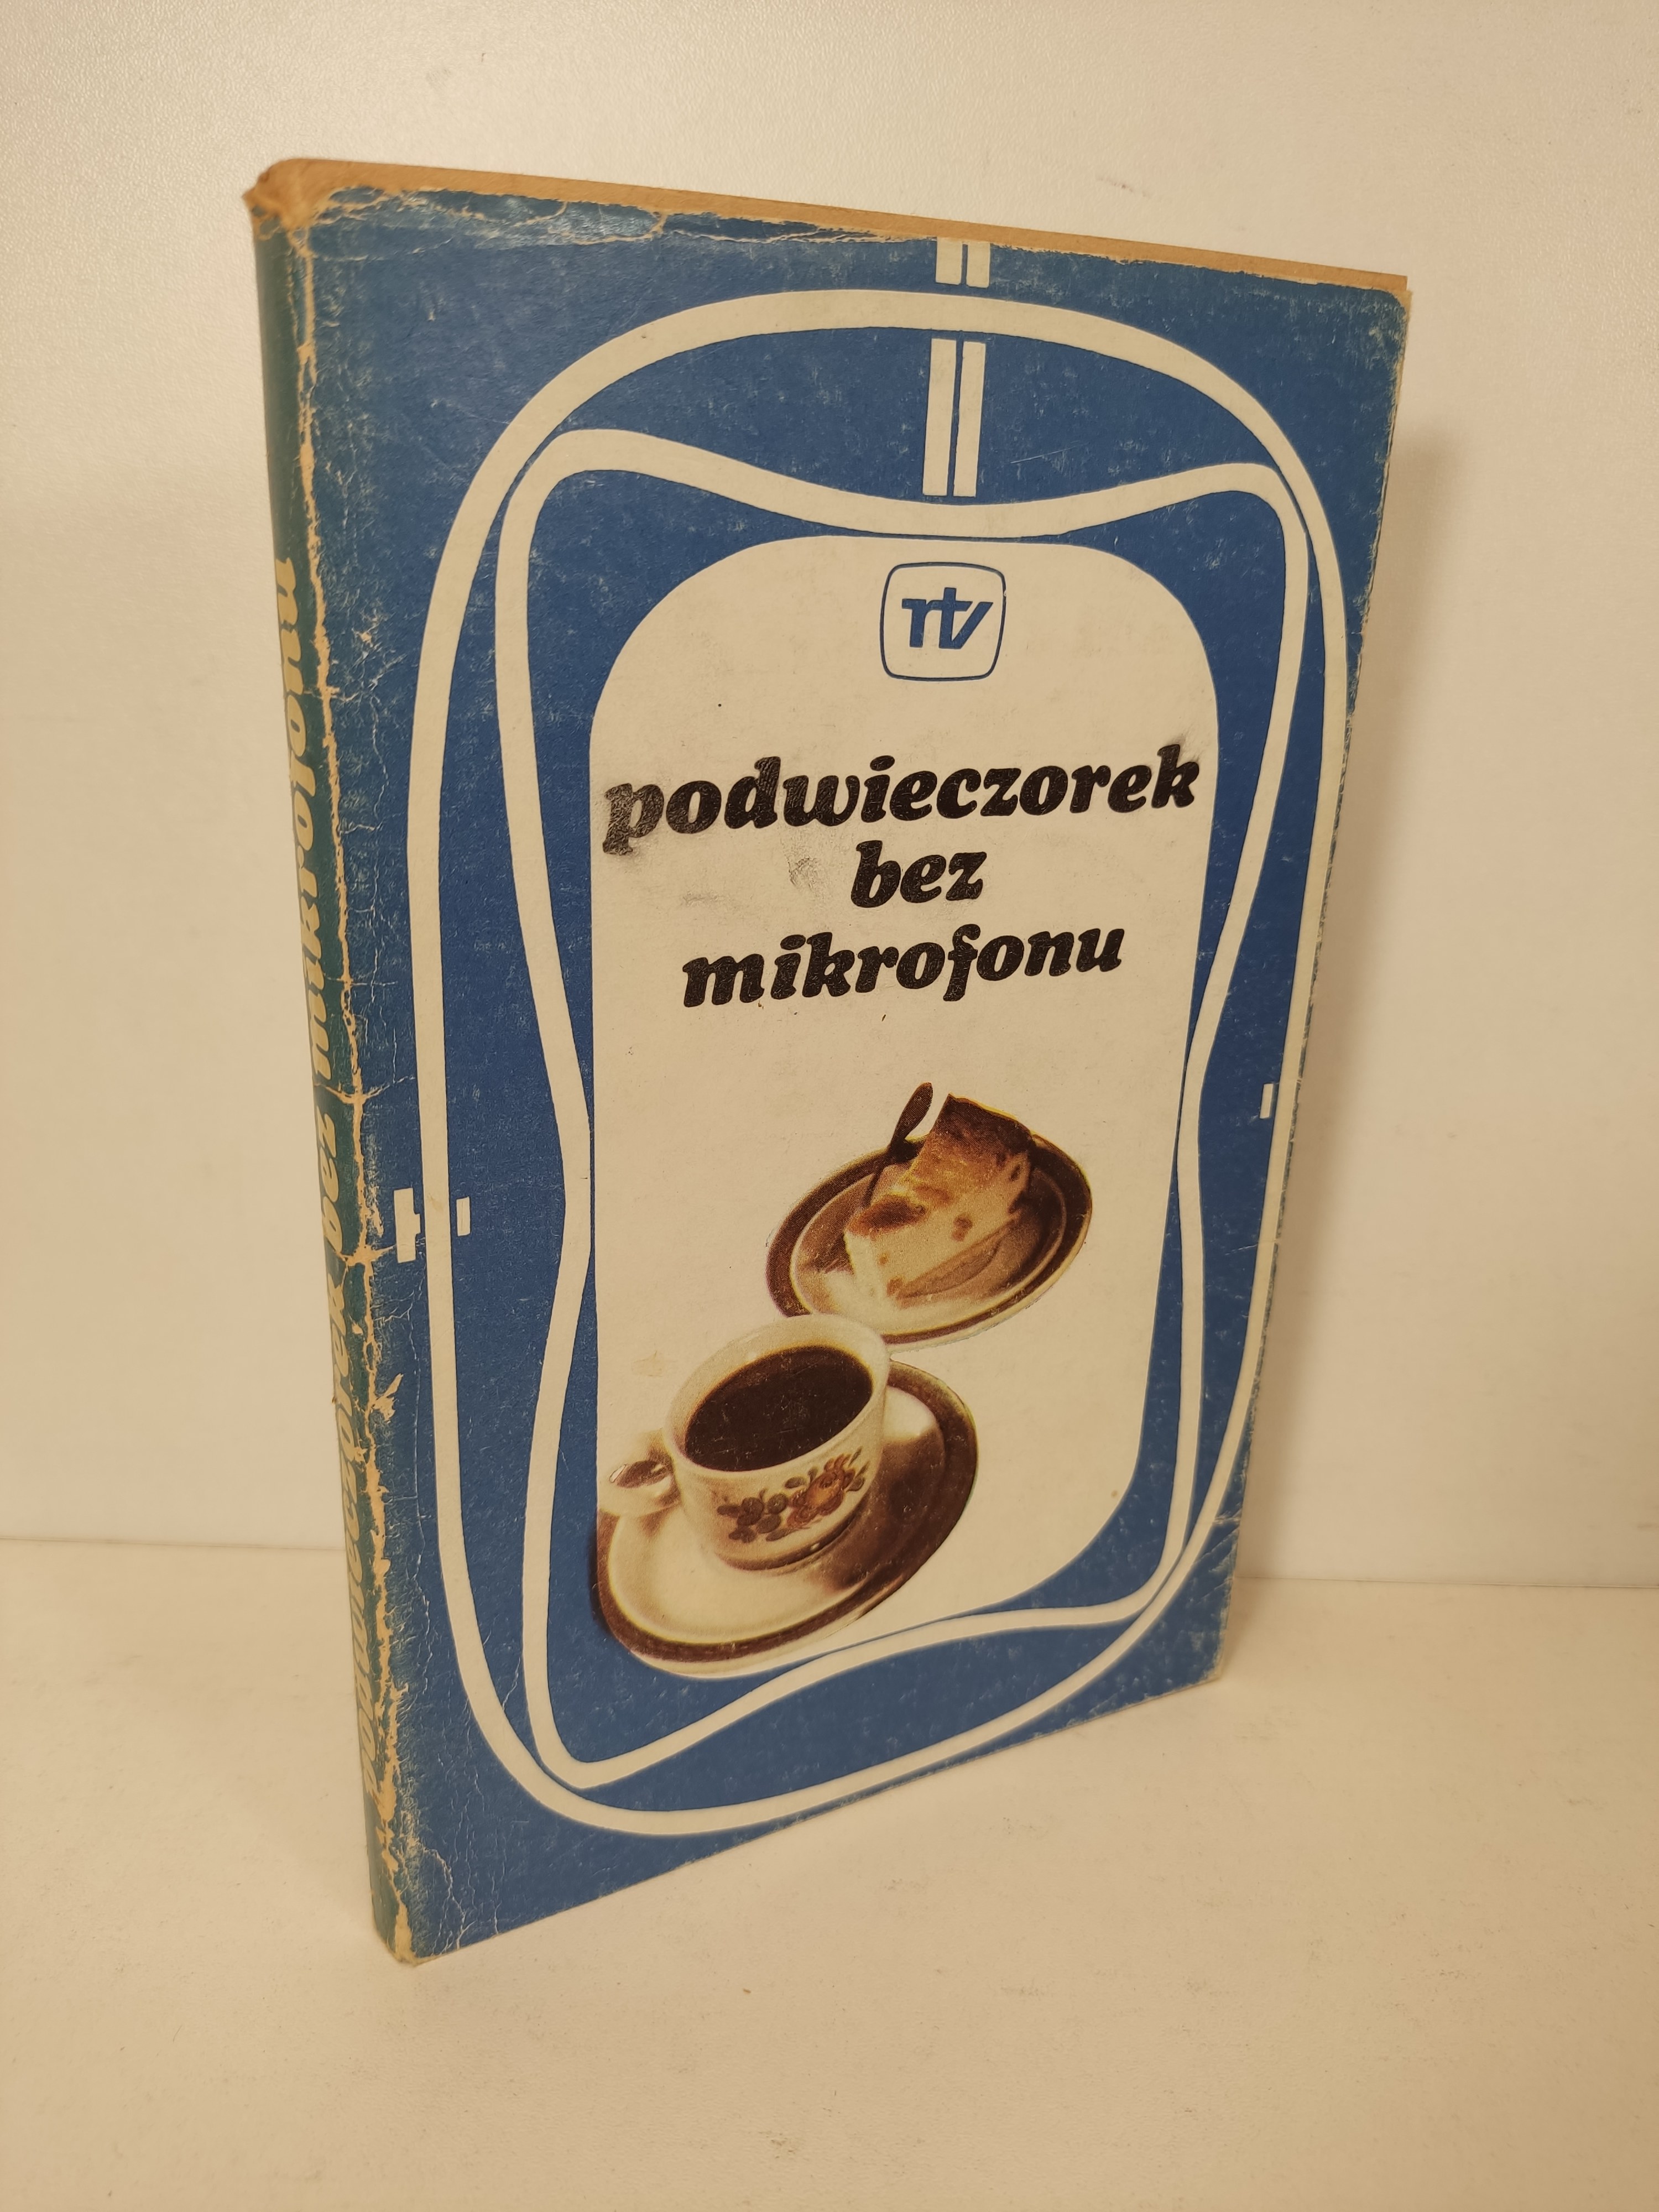 rtv
podwieczorek
bez
mikrofonu
podwieczorek bez mikrofonu